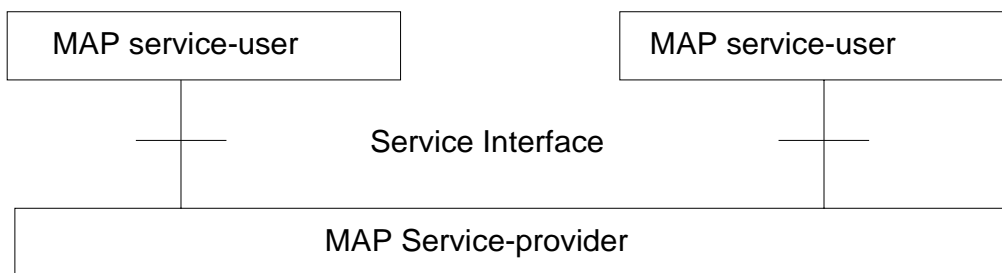 MAP service-user
MAP service-user
Service Interface
MAP Service-provider